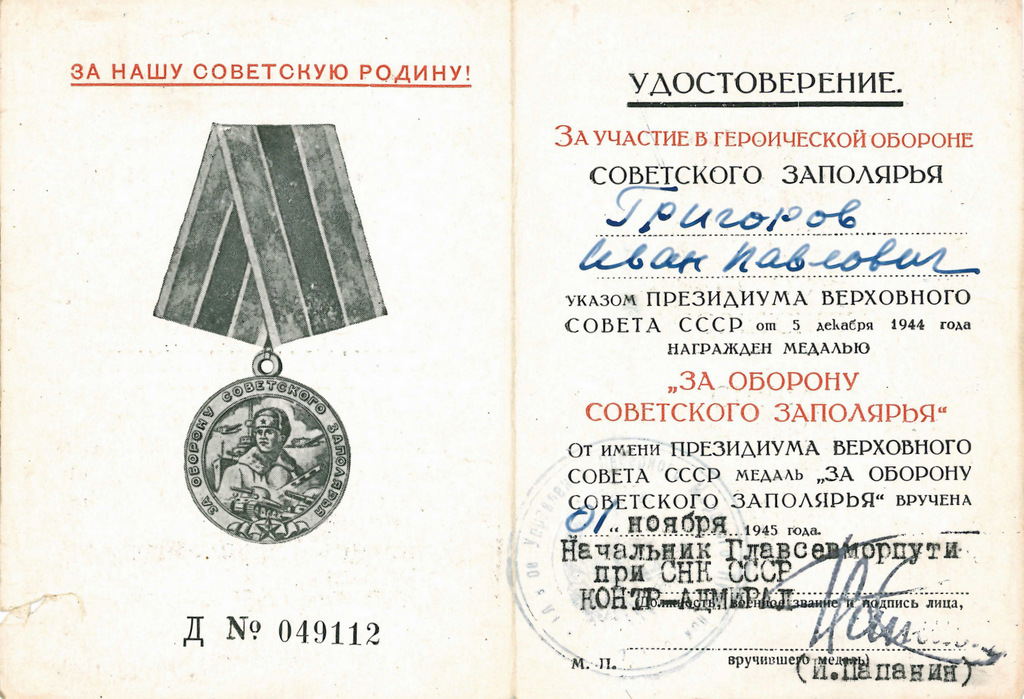 ЗА НАШУ СОВЕТСКУЮ РОДИНУ!
ЗА ОБОРОНУ СОВЕТСКОГО ЗАПОЛЯРЬЯ
Д № 049112
УДОСТОВЕРЕНИЕ.
ЗА УЧАСТИЕ В ГЕРОИЧЕСКОЙ ОБОРОНЕ
СОВЕТСКОГО ЗАПОЛЯРЬЯ
Григоров
Иван Павлович
УКАЗОМ ПРЕЗИДИУМА ВЕРХОВНОГО
СОВЕТА СССР от 5 декабря 1944 года
НАГРАЖДЕН МЕДАЛЬЮ
„ЗА ОБОРОНУ
СОВЕТСКОГО ЗАПОЛЯРЬЯ“
ОТ ИМЕНИ ПРЕЗИДИУМА ВЕРХОВНОГО
СОВЕТА СССР МЕДАЛЬ „ЗА ОБОРОНУ
СОВЕТСКОГО ЗАПОЛЯРЬЯ“ ВРУЧЕНА
01 „ ноября 1945 года.
Начальник Главсевморпути
при СНК СССР
КОНТР-АДМИРАЛ
(Должность, военное звание и подпись лица,
М. П. вручившего медаль)
(И.Папанин)